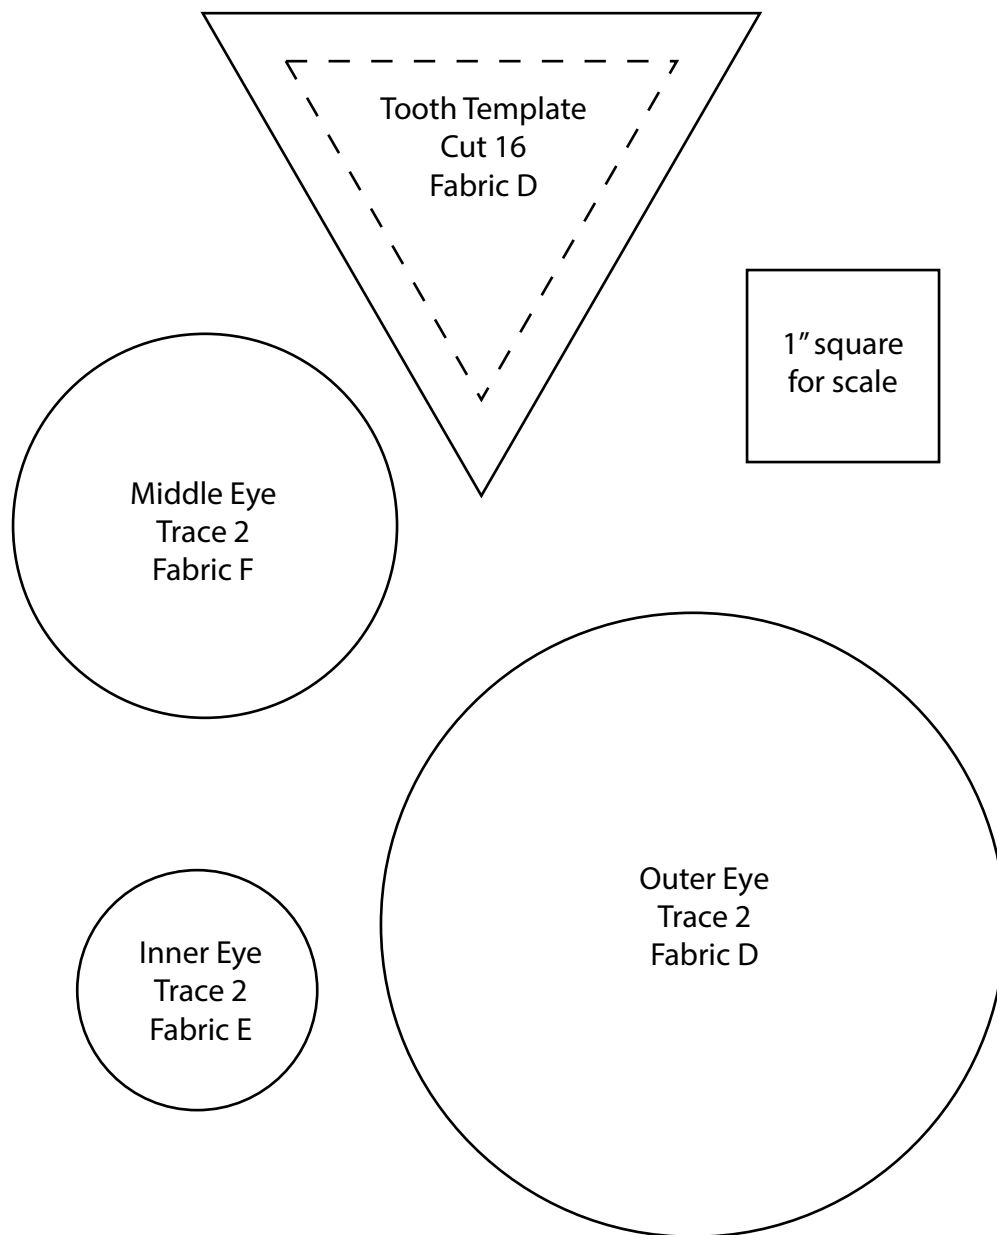 Tooth Template
Cut 16
Fabric D
1” square
for scale
Middle Eye
Trace 2
Fabric F
Outer Eye
Trace 2
Fabric D
Inner Eye
Trace 2
Fabric E